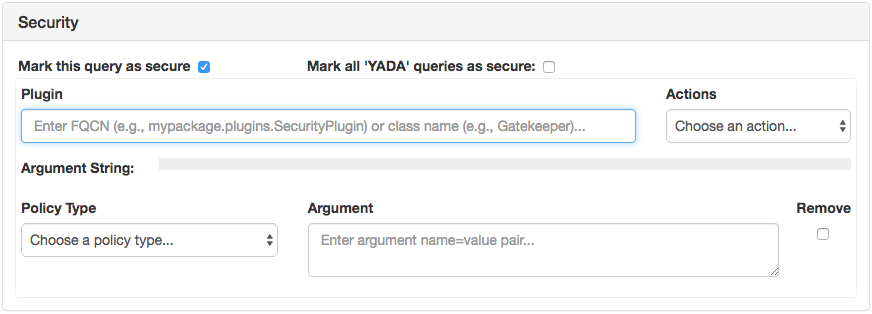 Security
Mark this query as secure Mark all 'YADA' queries as secure:
Plugin Actions
Enter FQCN (e.g., mypackage.plugins.SecurityPlugin) or class name (e.g., Gatekeeper)... Choose an action...
Argument String:
Policy Type Argument Remove
Choose a policy type... Enter argument name=value pair...